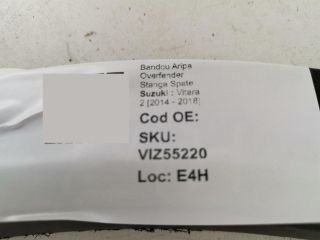 Bandou Aripa
Overfender
Stanga Spate
Suzuki : Vitara
2 [2014 - 2018]
Cod OE:
SKU:
VIZ55220
Loc: E4H